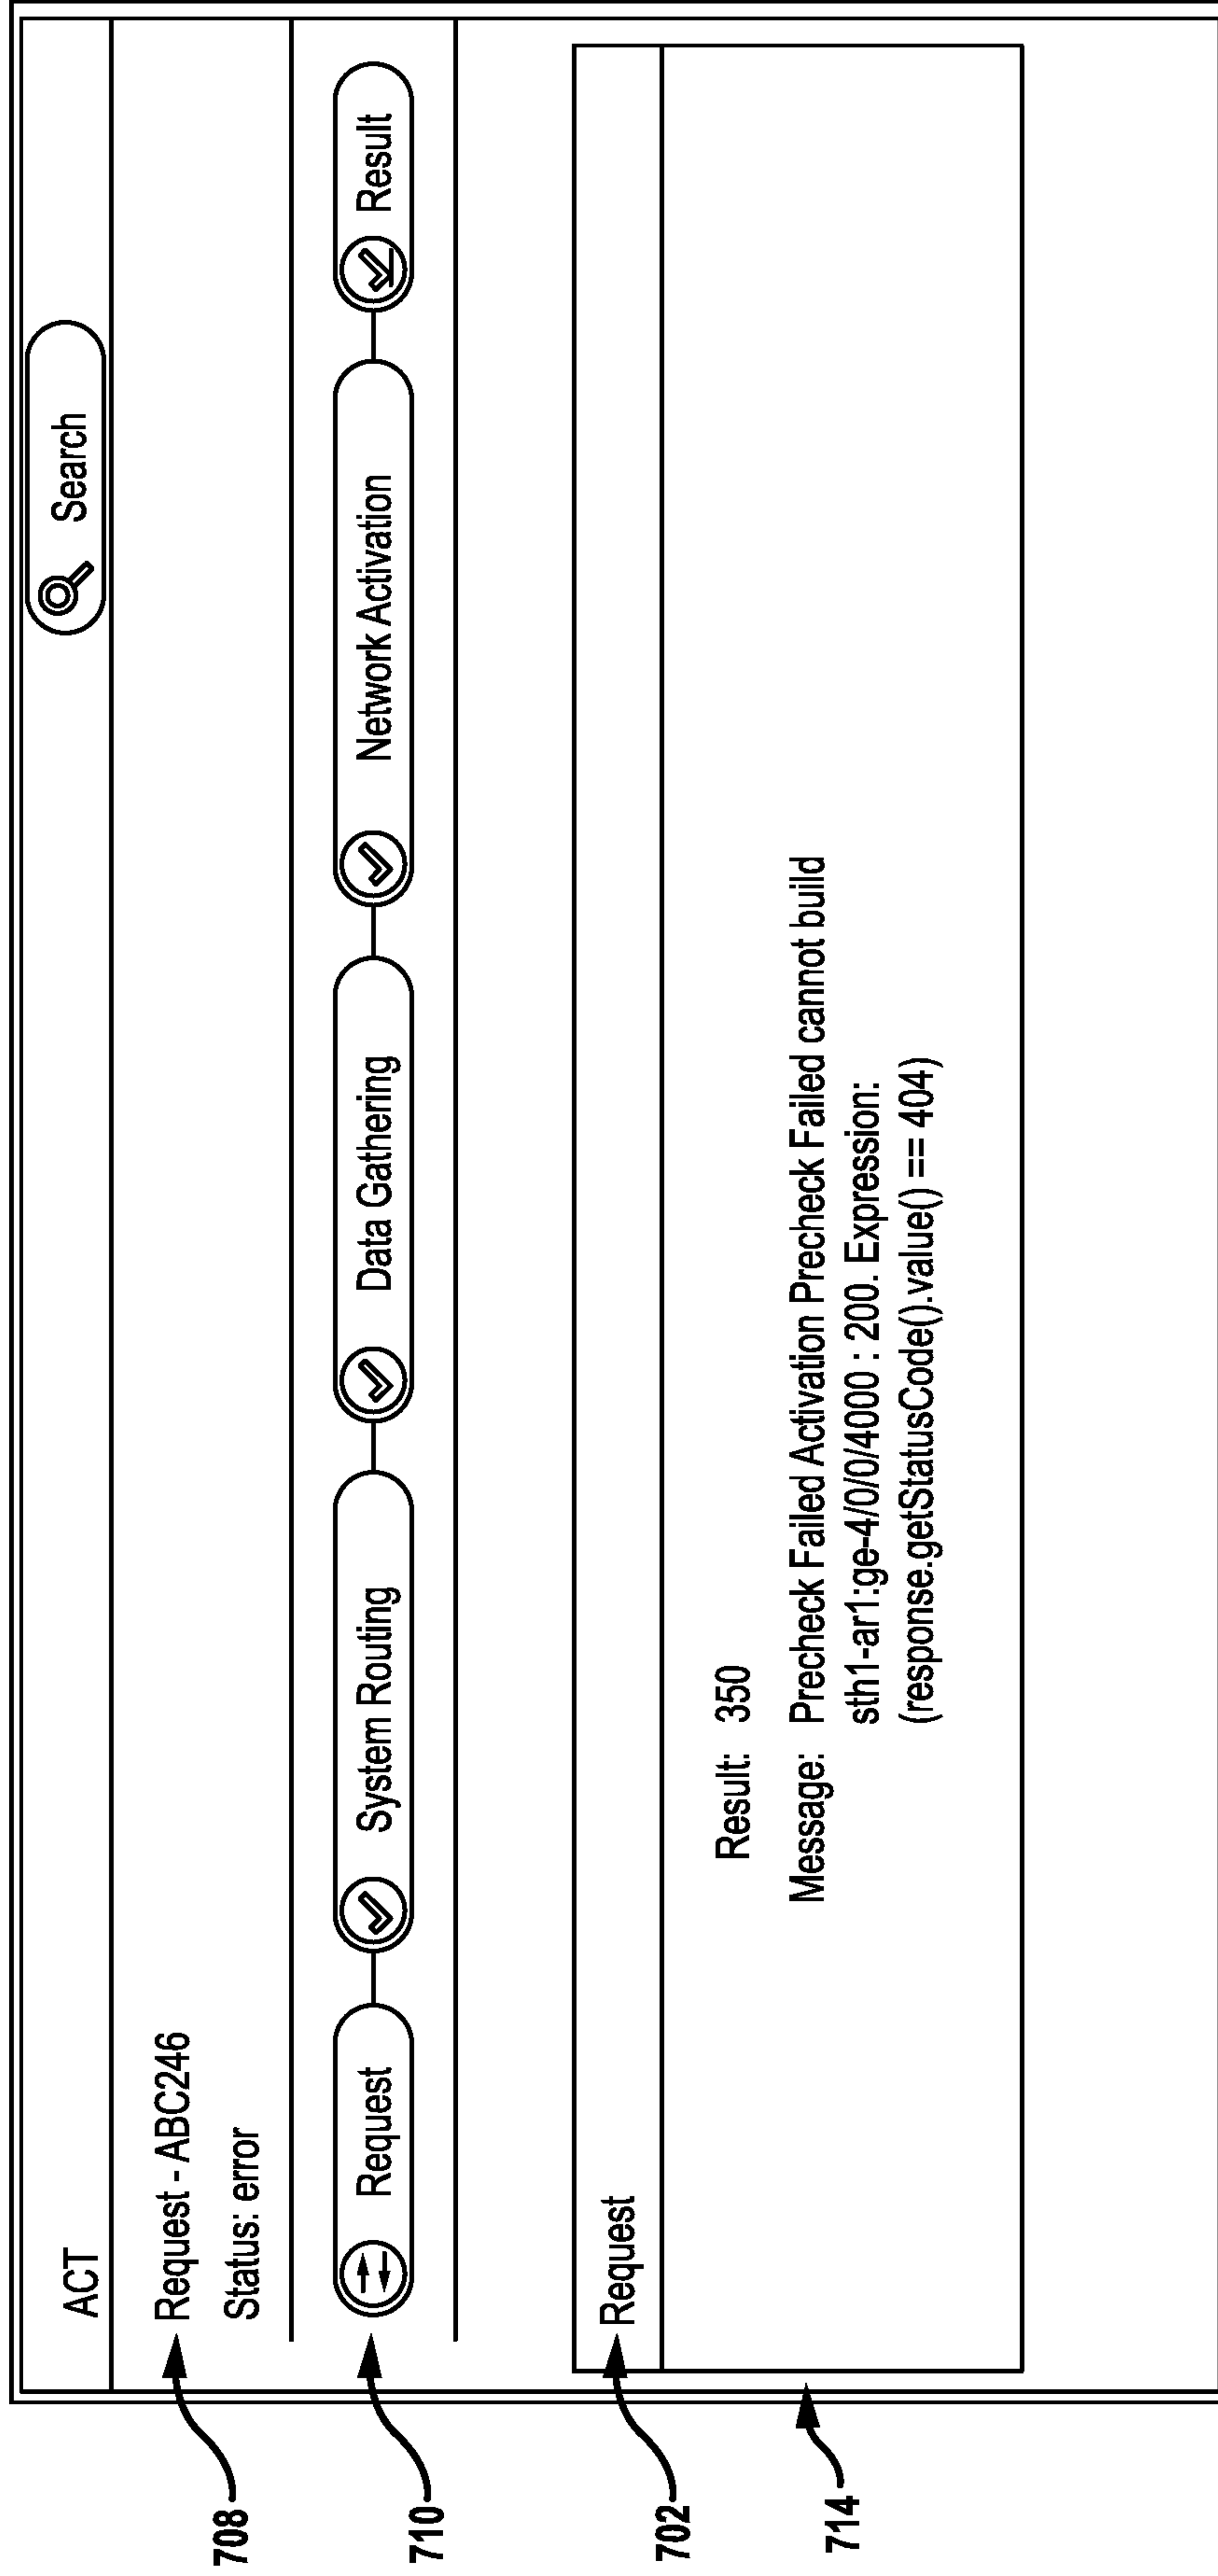 ACT
Search
708
Request - ABC246
Status: error
710
Request
System Routing
Data Gathering
Network Activation
Result
702
Request
714
Result: 350
Message: Precheck Failed Activation Precheck Failed cannot build
sth1-ar1:ge-4/0/0/4000 : 200. Expression:
(response.getStatusCode().value() == 404)